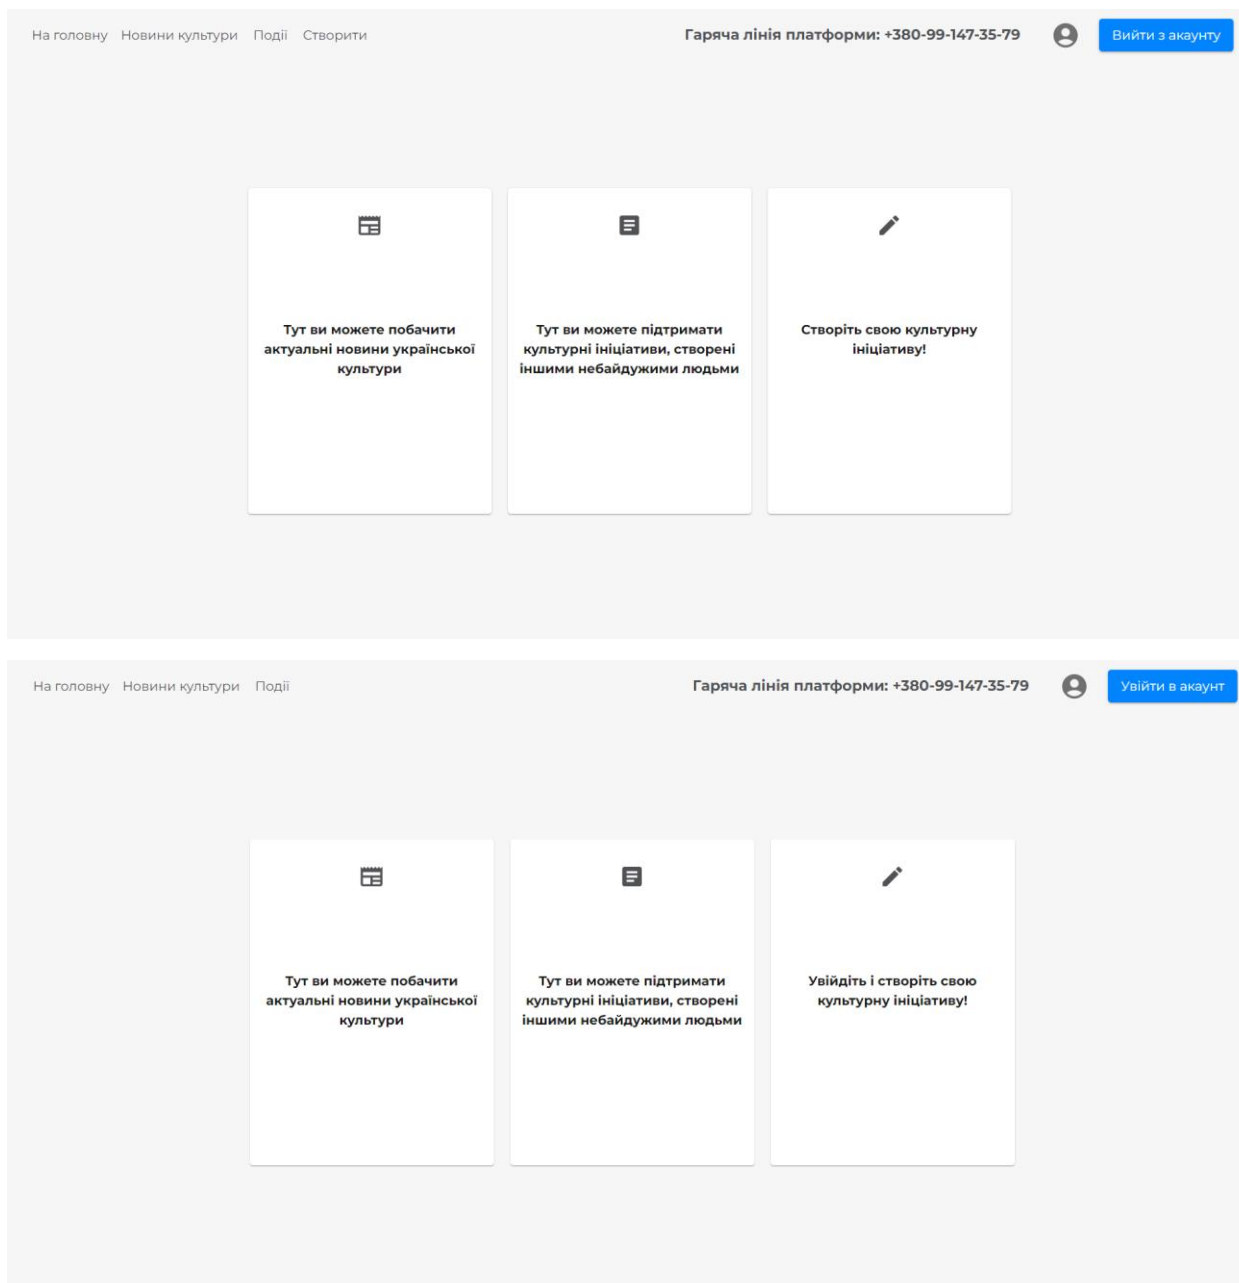 На головну Новини культури Події Створити Гаряча лінія платформи: +380-99-147-35-79 Вийти з акаунту
Тут ви можете побачити
актуальні новини української
культури
Тут ви можете підтримати
культурні ініціативи, створені
іншими небайдужими людьми
Створіть свою культурну
ініціативу!
На головну Новини культури Події Гаряча лінія платформи: +380-99-147-35-79 Увійти в акаунт
Тут ви можете побачити
актуальні новини української
культури
Тут ви можете підтримати
культурні ініціативи, створені
іншими небайдужими людьми
Увійдіть і створіть свою
культурну ініціативу!